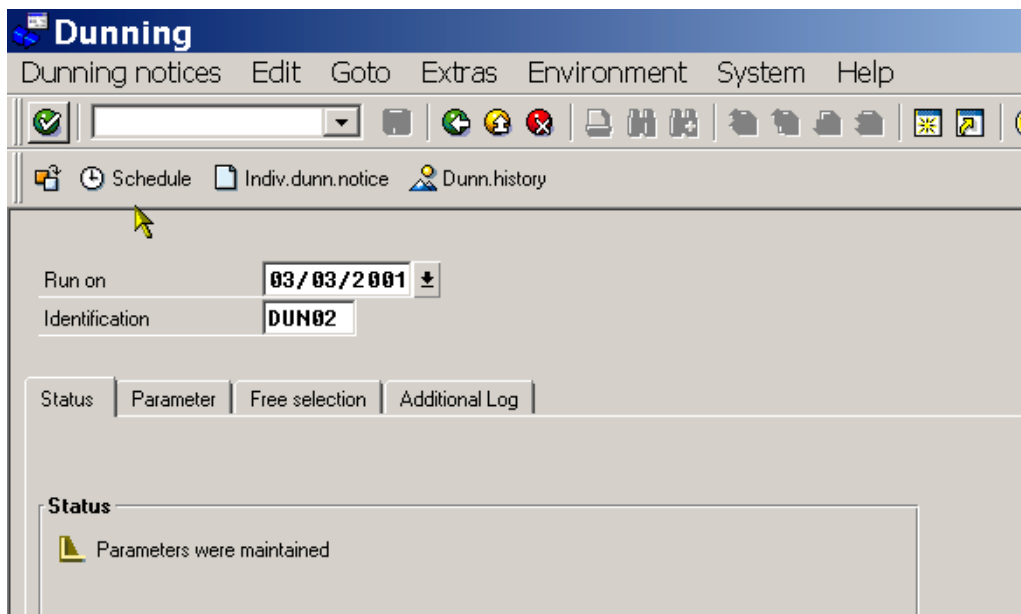 Dunning
Dunning notices Edit Goto Extras Environment System Help
Schedule Indiv.dunn.notice Dunn.history
Run on 03/03/2001
Identification DUN02
Status Parameter Free selection Additional Log
Status
Parameters were maintained